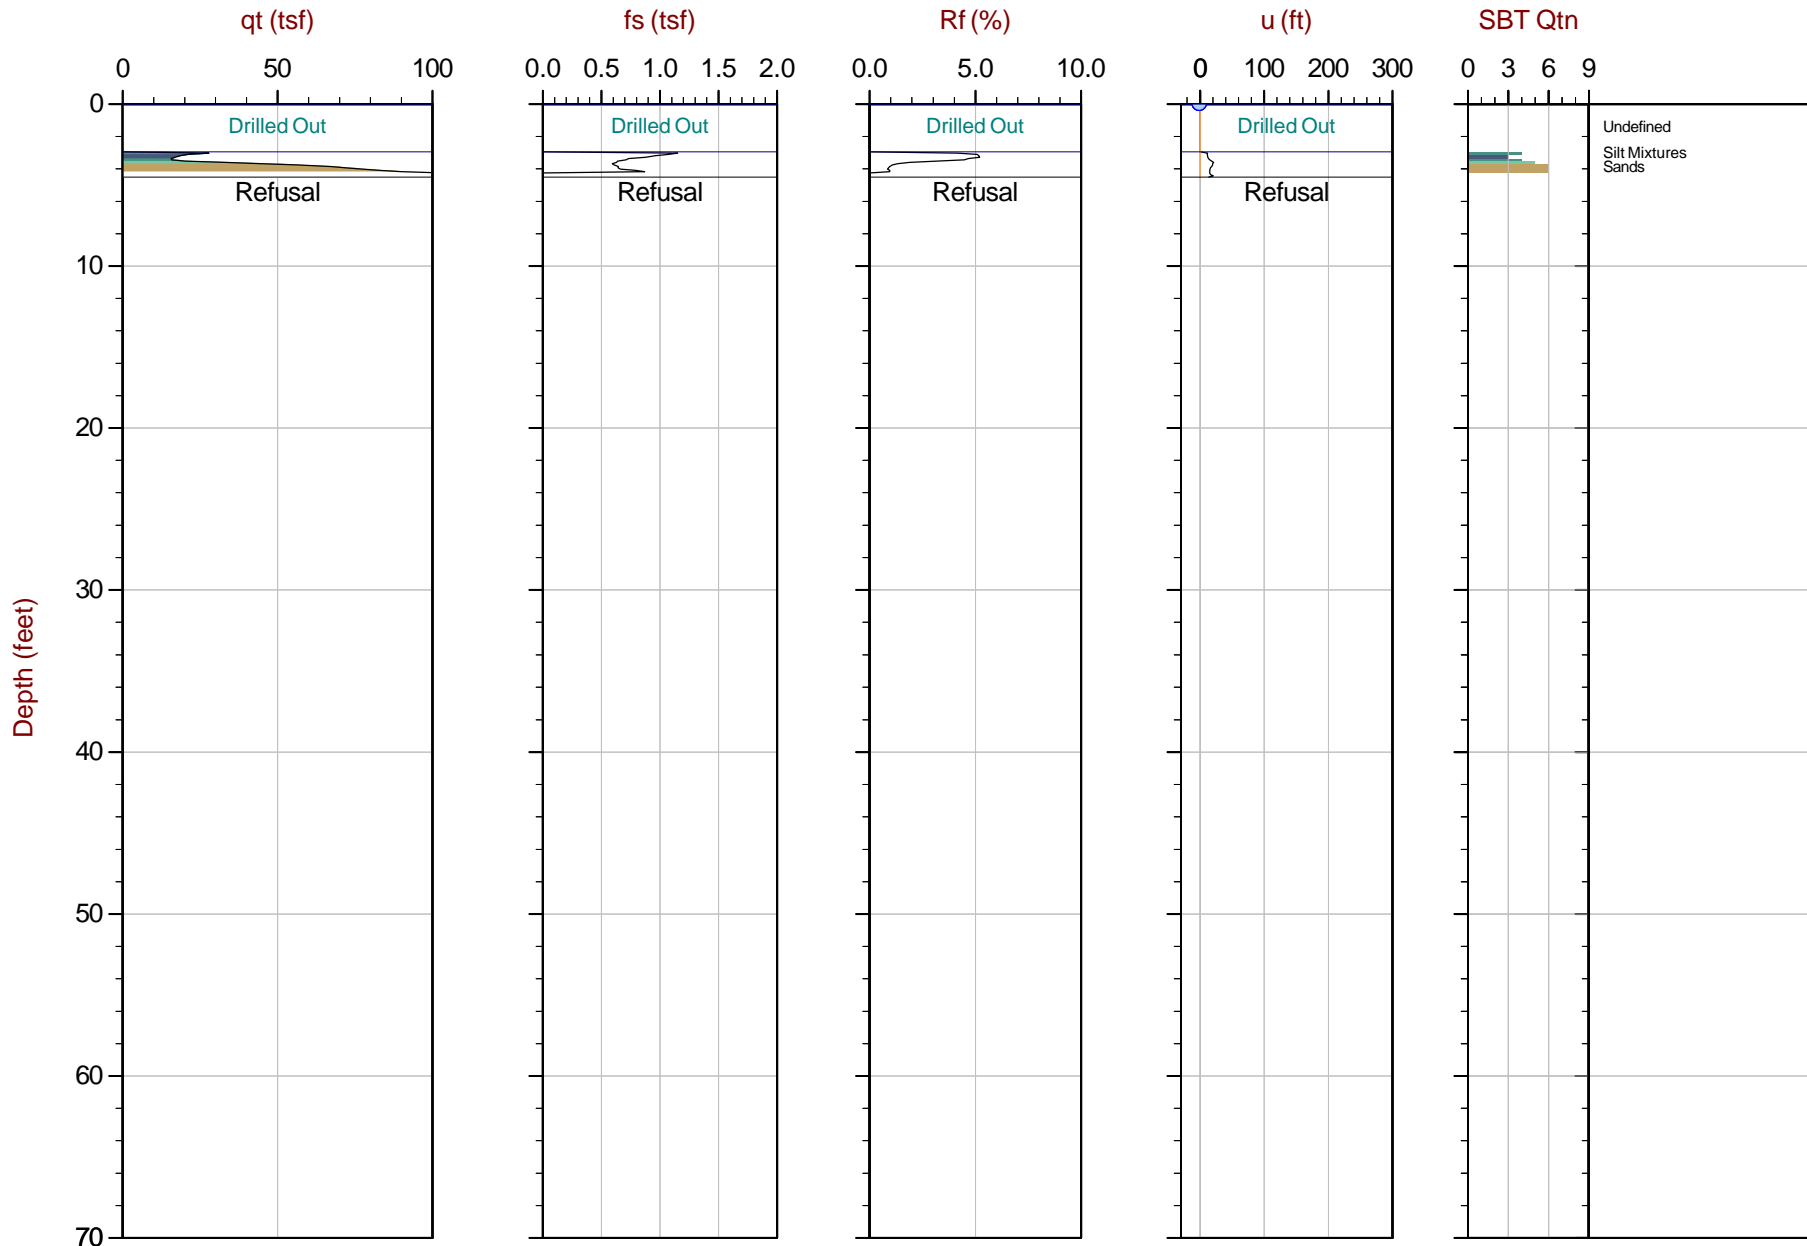 qt (tsf) fs (tsf) Rf (%) u (ft) SBT Qtn
0 50 100 0.0 0.5 1.0 1.5 2.0 0.0 5.0 10.0 0 100 200 300 0 3 6 9
0
Drilled Out Drilled Out Drilled Out Drilled Out Undefined
Silt Mixtures
Sands
Refusal Refusal Refusal Refusal
10
20
30
Depth (feet)
40
50
60
70